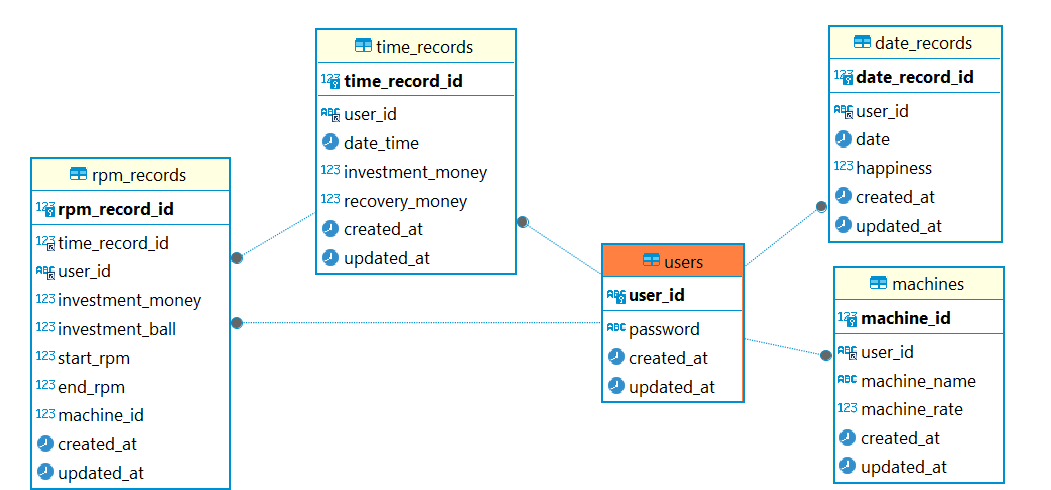 time_records
time_record_id
user_id
date_time
investment_money
recovery_money
created_at
updated_at
date_records
date_record_id
user_id
date
happiness
created_at
updated_at
rpm_records
rpm_record_id
time_record_id
user_id
investment_money
investment_ball
start_rpm
end_rpm
machine_id
created_at
updated_at
users
user_id
password
created_at
updated_at
machines
machine_id
user_id
machine_name
machine_rate
created_at
updated_at